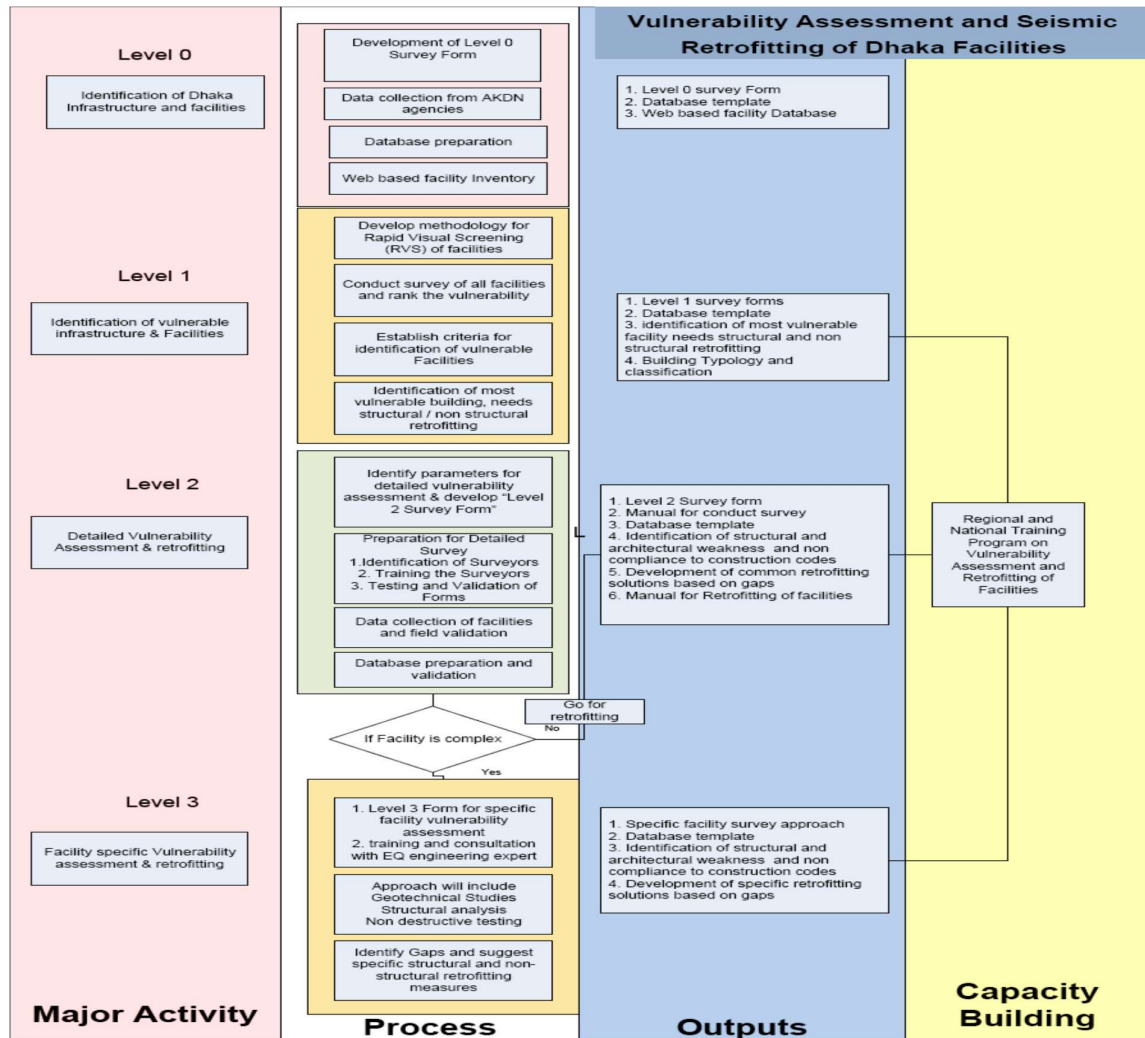 Vulnerability Assessment and Seismic
Retrofitting of Dhaka Facilities
Level 0
Identification of Dhaka
Infrastructure and facilities
Development of Level 0
Survey Form
Data collection from AKDN
agencies
Database preparation
Web based facility Inventory
1. Level 0 survey Form
2. Database template
3. Web based facility Database
Level 1
Identification of vulnerable
infrastructure & Facilities
Develop methodology for
Rapid Visual Screening
(RVS) of facilities
Conduct survey of all facilities
and rank the vulnerability
Establish criteria for
identification of vulnerable
Facilities
Identification of most
vulnerable building, needs
structural / non structural
retrofitting
1. Level 1 survey forms
2. Database template
3. identification of most vulnerable
facility needs structural and non
structural retrofitting
4. Building Typology and
classification
Level 2
Detailed Vulnerability
Assessment & retrofitting
Identify parameters for
detailed vulnerability
assessment & develop “Level
2 Survey Form”
Preparation for Detailed
Survey
1.Identification of Surveyors
2. Training the Surveyors
3. Testing and Validation of
Forms
Data collection of facilities
and field validation
Database preparation and
validation
L
1. Level 2 Survey form
2. Manual for conduct survey
3. Database template
4. Identification of structural and
architectural weakness and non
compliance to construction codes
5. Development of common retrofitting
solutions based on gaps
6. Manual for Retrofitting of facilities
Regional and
National Training
Program on
Vulnerability
Assessment and
Retrofitting of
Facilities
Go for
retrofitting
If Facility is complex
No
Yes
Level 3
Facility specific Vulnerability
assessment & retrofitting
1. Level 3 Form for specific
facility vulnerability
assessment
2. training and consultation
with EQ engineering expert
Approach will include
Geotechnical Studies
Structural analysis
Non destructive testing
Identify Gaps and suggest
specific structural and non-
structural retrofitting
measures
1. Specific facility survey approach
2. Database template
3. Identification of structural and
architectural weakness and non
compliance to construction codes
4. Development of specific retrofitting
solutions based on gaps
Major Activity
Process
Outputs
Capacity
Building